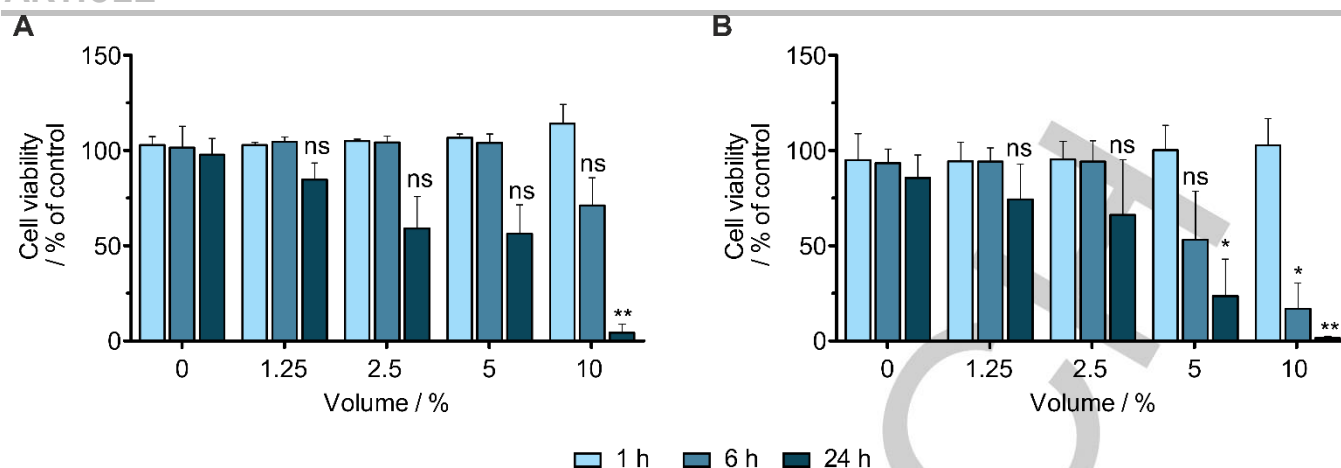 A
B
150
100
50
0
Cell viability
/ % of control
ns
ns
ns
ns
**
0
1.25
2.5
5
10
Volume / %
150
100
50
0
Cell viability
/ % of control
ns
ns
ns
*
*
**
0
1.25
2.5
5
10
Volume / %
1 h
6 h
24 h